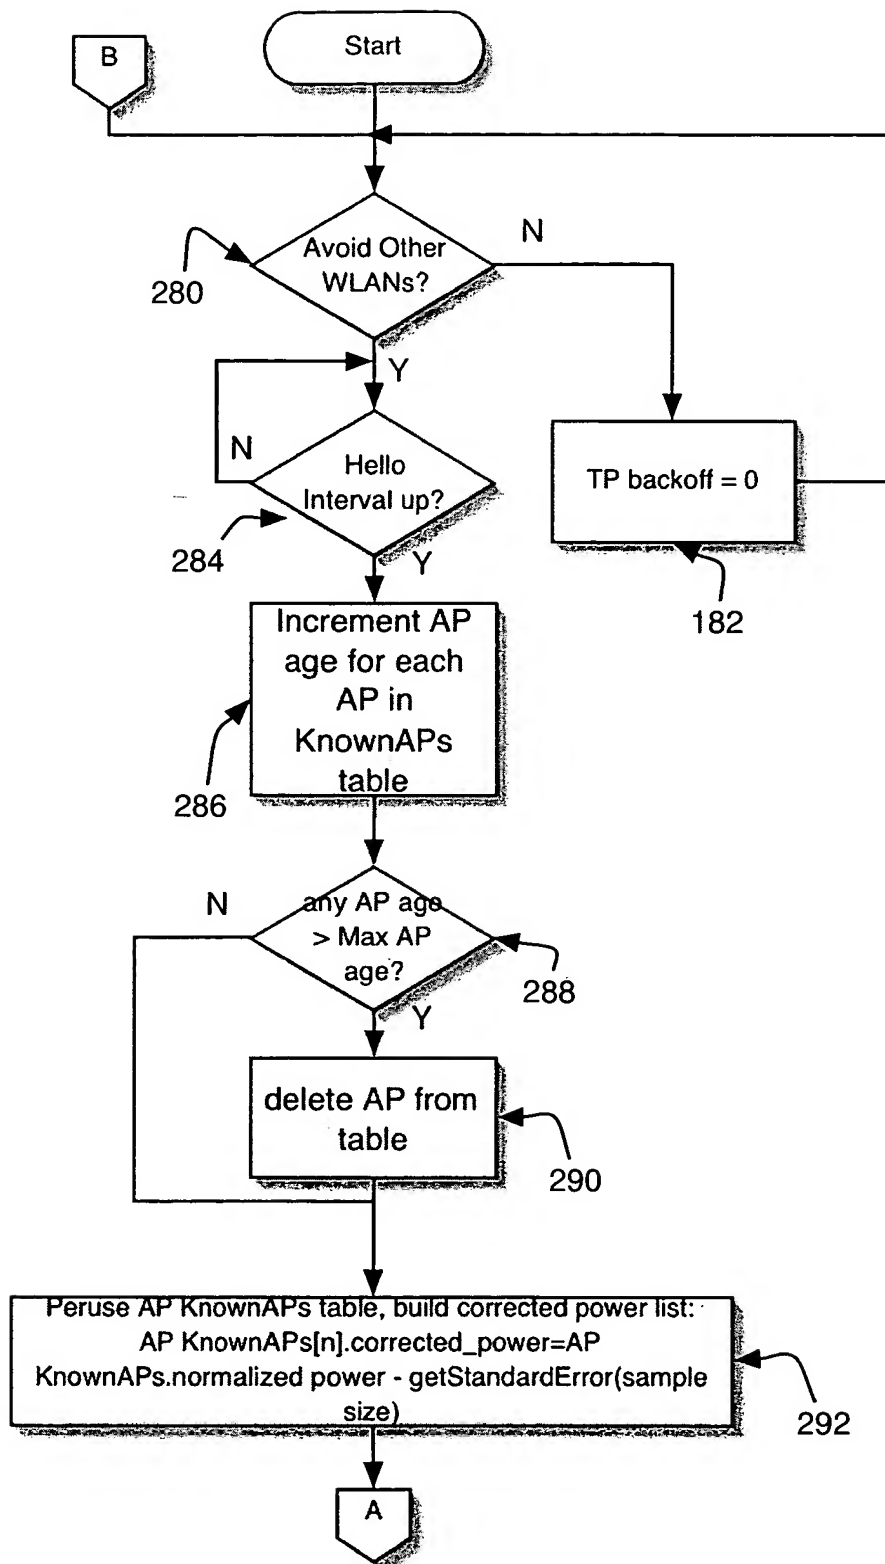 B
Start
Avoid Other
WLANs?
N
280
Y
N
Hello
Interval up?
TP backoff = 0
284
Y
182
Increment AP
age for each
AP in
KnownAPs
table
286
N
any AP age
> Max AP
age?
288
Y
delete AP from
table
290
Peruse AP KnownAPs table, build corrected power list:
AP KnownAPs[n].corrected_power=AP
KnownAPs.normalized power - getStandardError(sample
size)
292
A